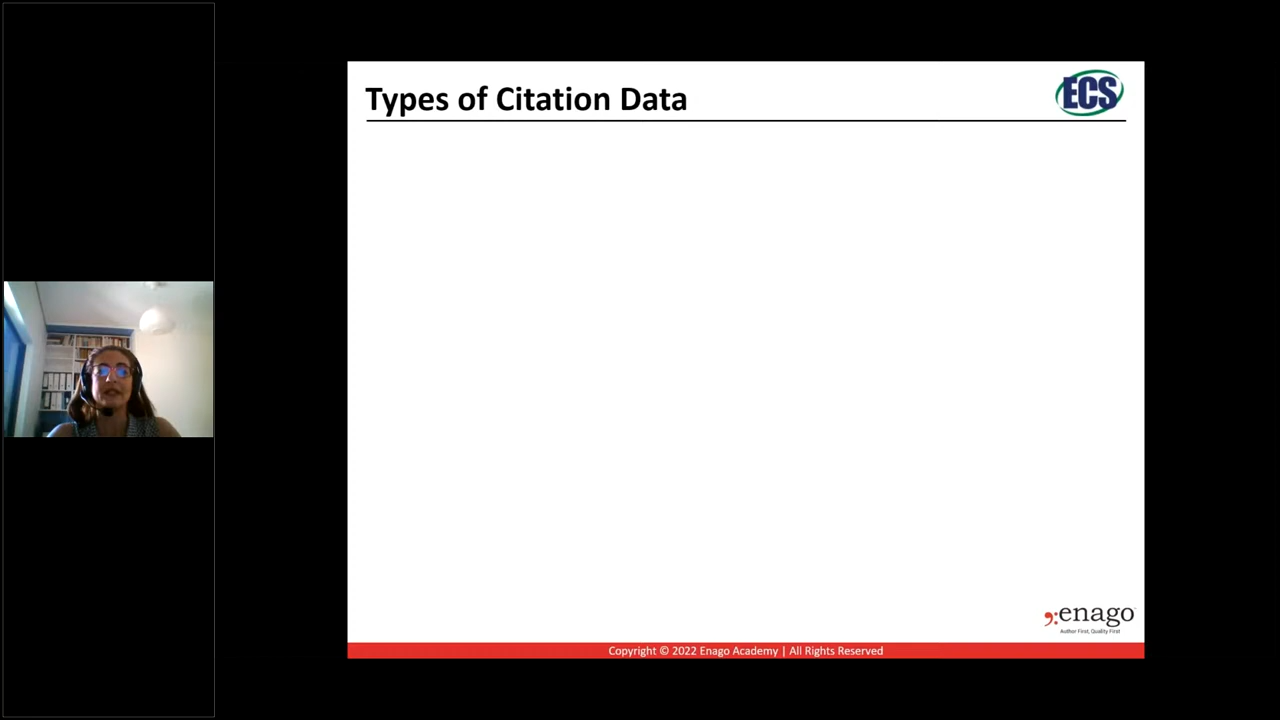 Types of Citation Data
ECS
enago
Author First, Quality First
Copyright © 2022 Enago Academy | All Rights Reserved